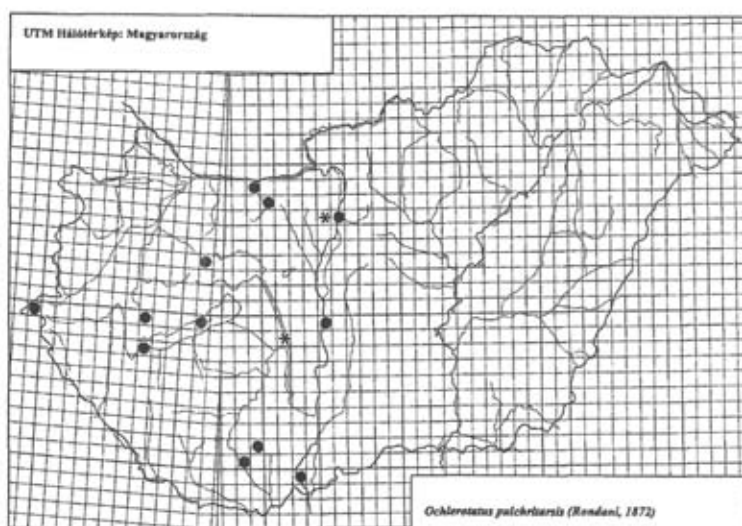 UTM Hálótérkép: Magyarország
Ochlerotatus pulchritarsis (Rondani, 1872)